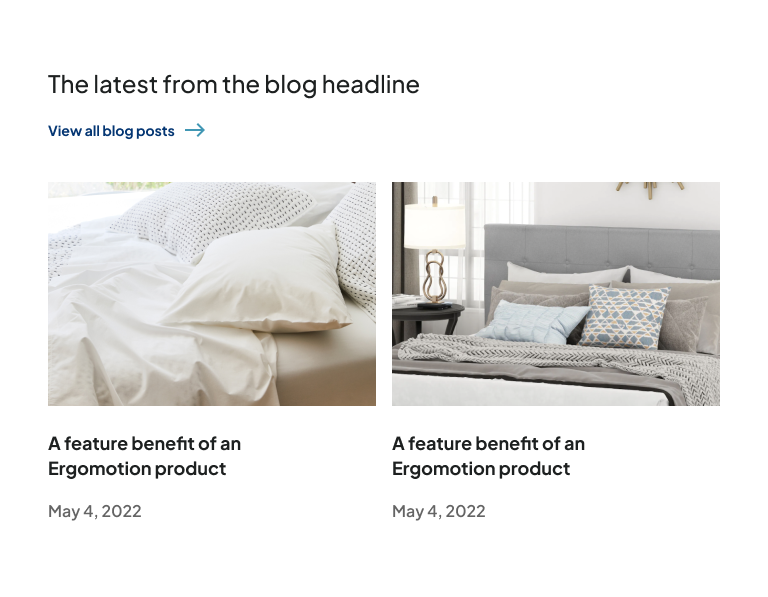 The latest from the blog headline
View all blog posts
A feature benefit of an
Ergomotion product
May 4, 2022
A feature benefit of an
Ergomotion product
May 4, 2022